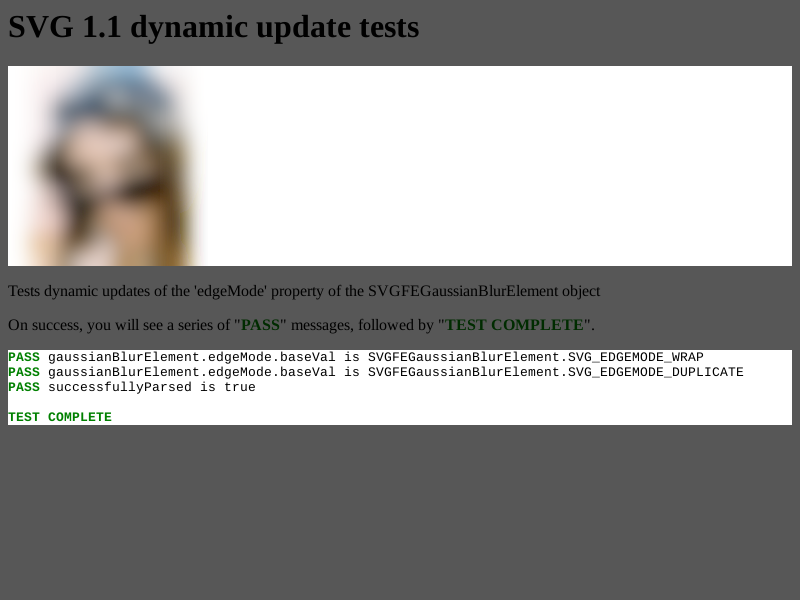 SVG 1.1 dynamic update tests
Tests dynamic updates of the 'edgeMode' property of the SVGFEGaussianBlurElement object
On success, you will see a series of "PASS" messages, followed by "TEST COMPLETE".
PASS gaussianBlurElement.edgeMode.baseVal is SVGFEGaussianBlurElement.SVG_EDGEMODE_WRAP
PASS gaussianBlurElement.edgeMode.baseVal is SVGFEGaussianBlurElement.SVG_EDGEMODE_DUPLICATE
PASS successfullyParsed is true
TEST COMPLETE